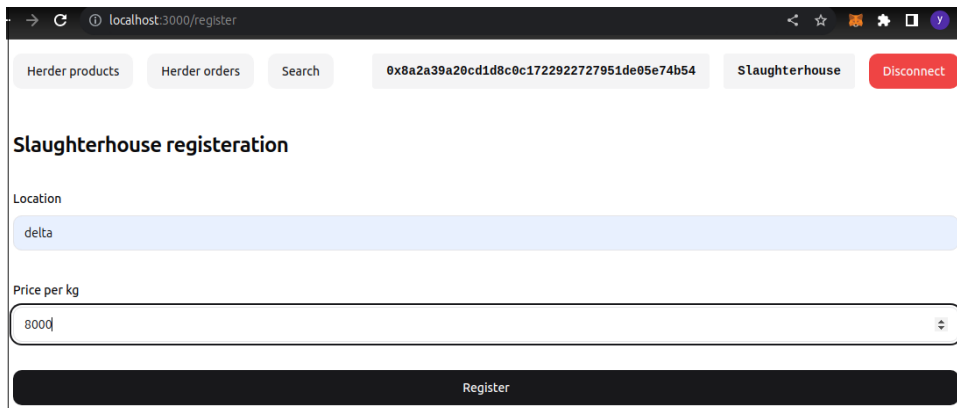 localhost:3000/register
Y
Herder products Herder orders Search 0x8a2a39a20cd1d8c0c1722922727951de05e74b54 Slaughterhouse Disconnect
Slaughterhouse registeration
Location
delta
Price per kg
8000
Register